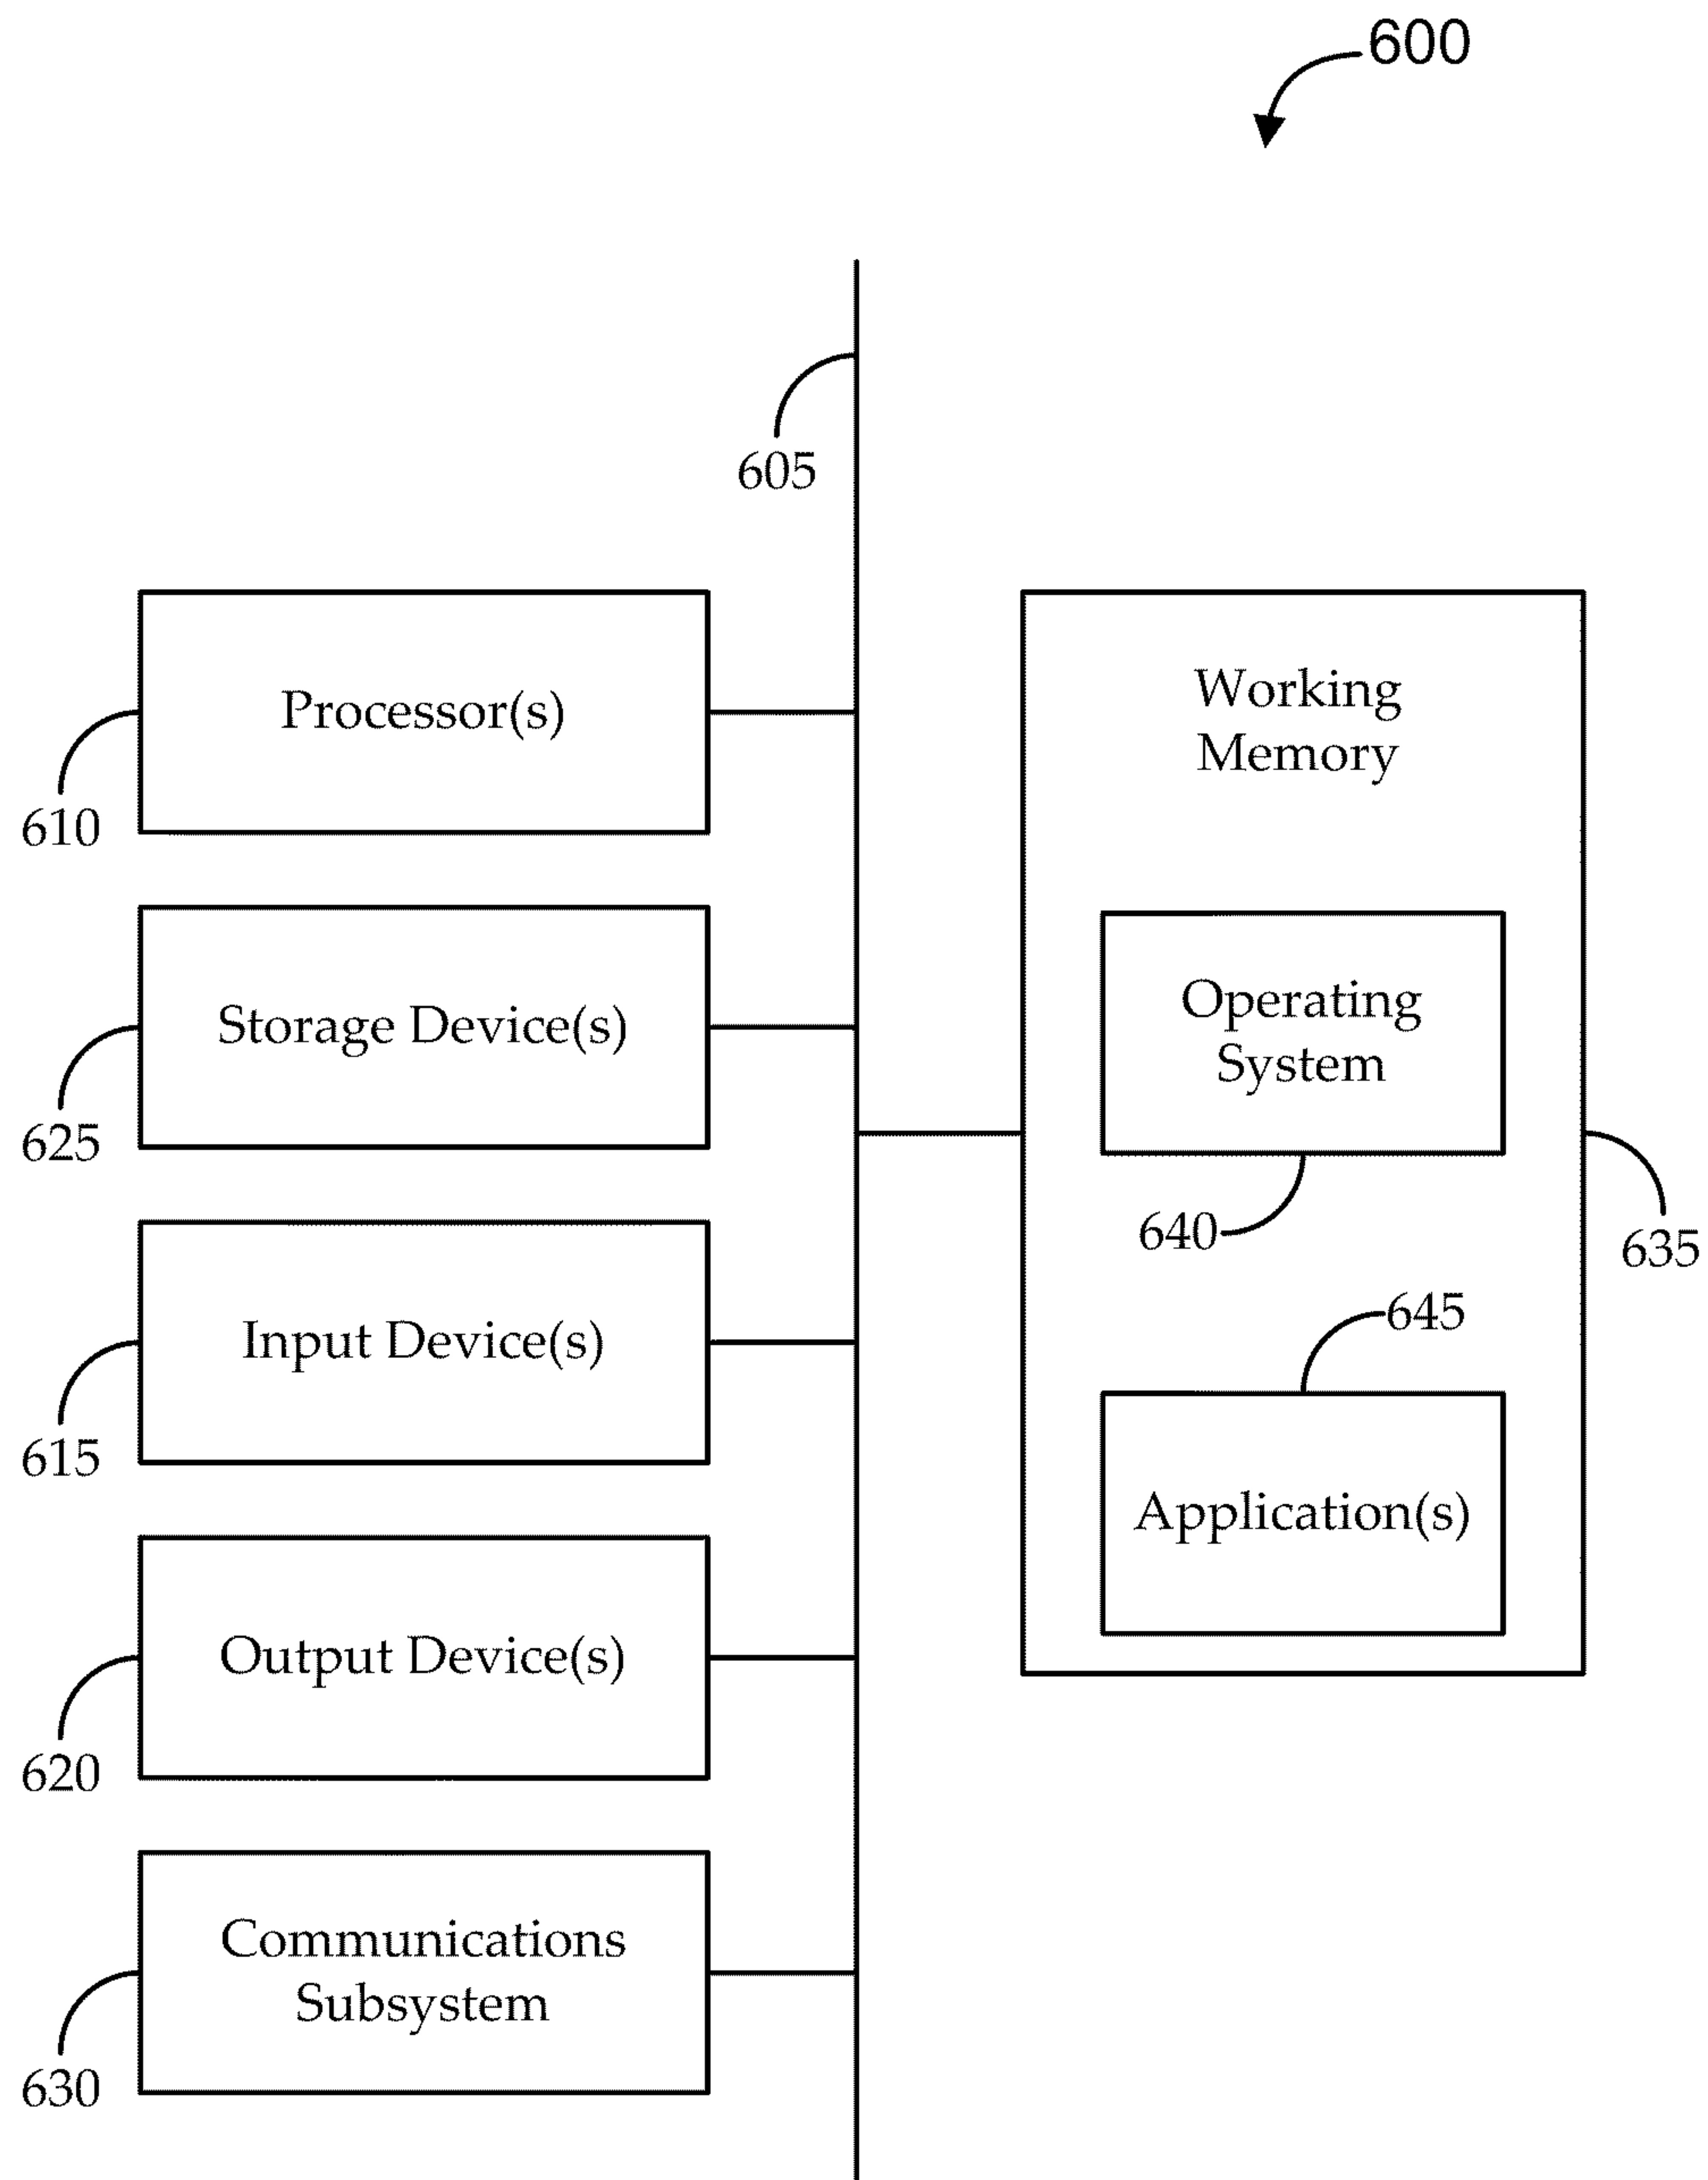 600
605
Processor(s)
610
Storage Device(s)
625
Input Device(s)
615
Output Device(s)
620
Communications
Subsystem
630
Working
Memory
Operating
System
640
635
645
Application(s)